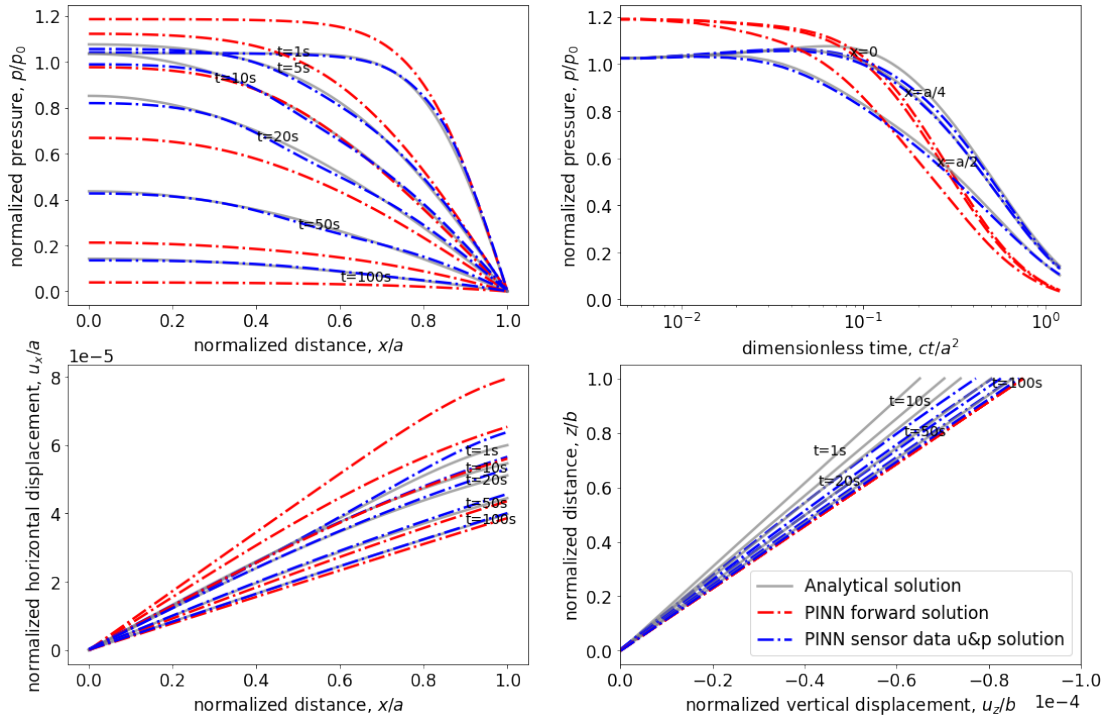 normalized pressure, p/p₀
1.2
1.0
0.8
0.6
0.4
0.2
0.0
t=1s
t=5s
t=10s
t=20s
t=50s
t=100s
0.0 0.2 0.4 0.6 0.8 1.0
normalized distance, x/a
normalized pressure, p/p₀
1.2
1.0
0.8
0.6
0.4
0.2
0.0
x=0
x=a/4
x=a/2
10⁻² 10⁻¹ 10⁰
dimensionless time, ct/a²
normalized horizontal displacement, uₓ/a
1e−5
8
6
4
2
0
t=1s
t=10s
t=20s
t=50s
t=100s
0.0 0.2 0.4 0.6 0.8 1.0
normalized distance, x/a
normalized distance, z/b
1.0
0.8
0.6
0.4
0.2
0.0
t=100s
t=10s
t=50s
t=1s
t=20s
Analytical solution
PINN forward solution
PINN sensor data u&p solution
0.0 −0.2 −0.4 −0.6 −0.8 −1.0
normalized vertical displacement, u_z/b
1e−4